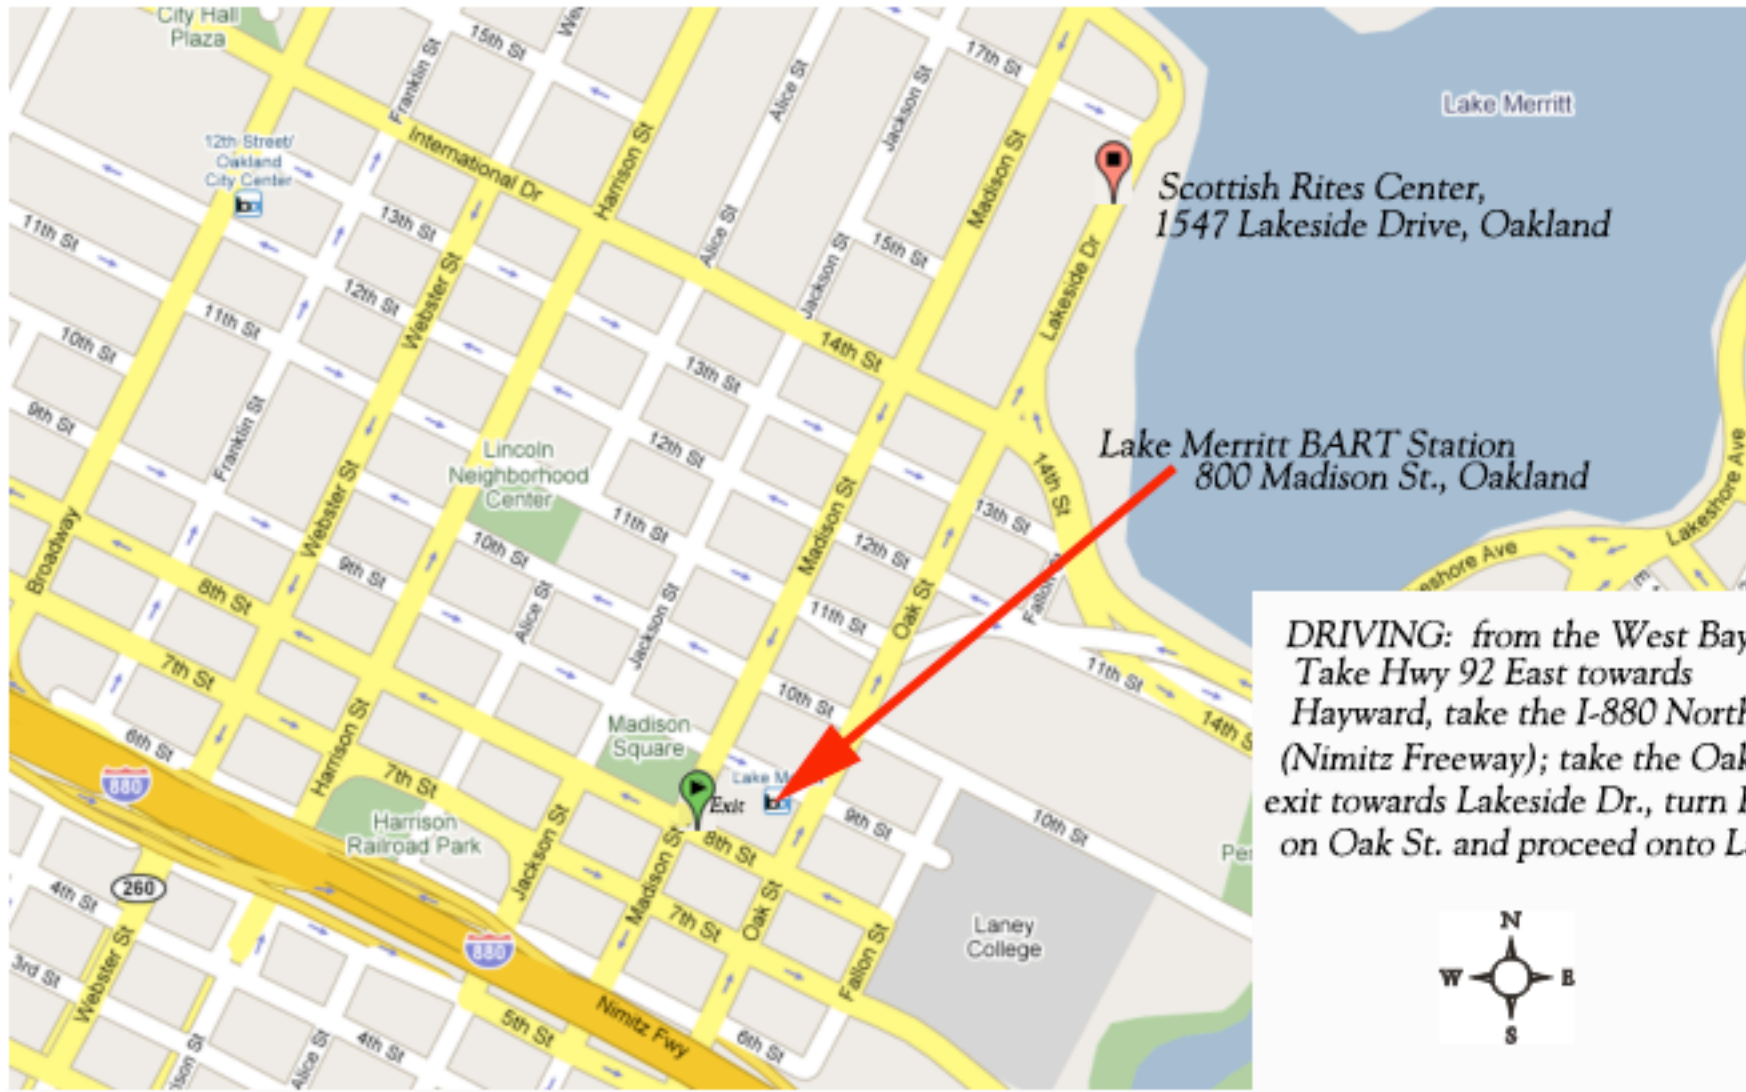 City Hall
Plaza
15th St
17th St
Franklin St
Alice St
Jackson St
Lake Merritt
12th Street/
Oakland
City Center
International Dr
Harrison St
Harrison St
Madison St
Scottish Rites Center,
1547 Lakeside Drive, Oakland
11th St
13th St
Alice St
15th St
Jackson St
Webster St
12th St
11th St
10th St
Lakeside Dr
14th St
13th St
9th St
Franklin St
Lincoln
Neighborhood
Center
12th St
Lake Merritt BART Station
800 Madison St., Oakland
14th St
Lakeshore Ave
Broadway
Webster St
11th St
Madison St
13th St
12th St
10th St
9th St
8th St
Alice St
Jackson St
11th St
Oak St
7th St
10th St
11th St
14th S
DRIVING: from the West Bay
Take Hwy 92 East towards
Hayward, take the I-880 North
(Nimitz Freeway); take the Oak
exit towards Lakeside Dr., turn
on Oak St. and proceed onto L
6th St
Harrison St
Madison
Square
880
7th St
Lake M
Exit
Harrison
Railroad Park
9th St
10th St
8th St
260
4th St
Jackson St
Madison St
7th St
Oak St
Laney
College
3rd St
Webster St
880
Fallon St
Nimitz Fwy
5th St
4th St
6th St
Alice St
N
W E
S